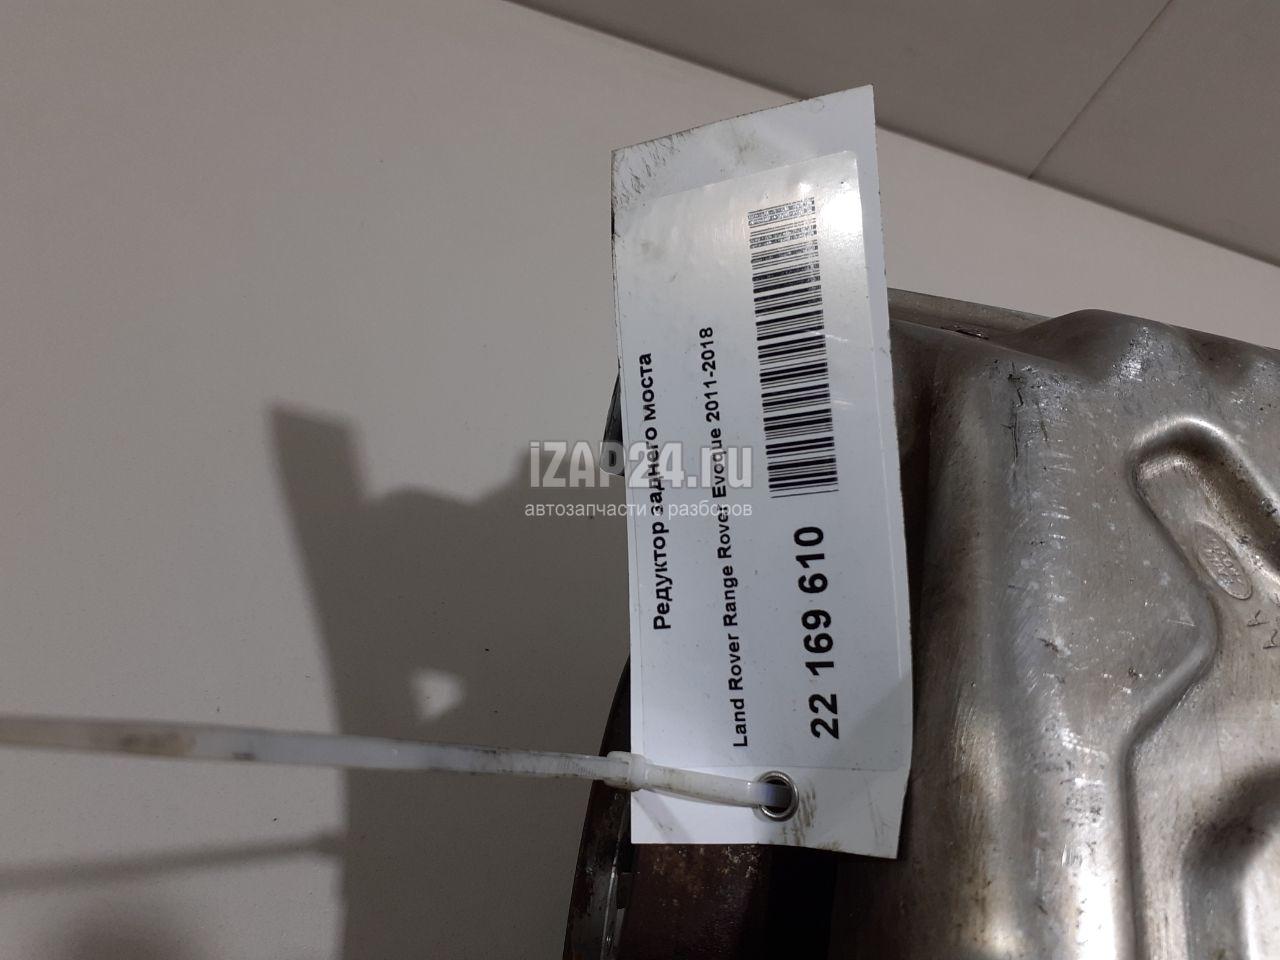 Редуктор заднего моста
Land Rover Range Rover Evoque 2011-2018
22 169 610
iZAP24.ru
автозапчасти с разборов